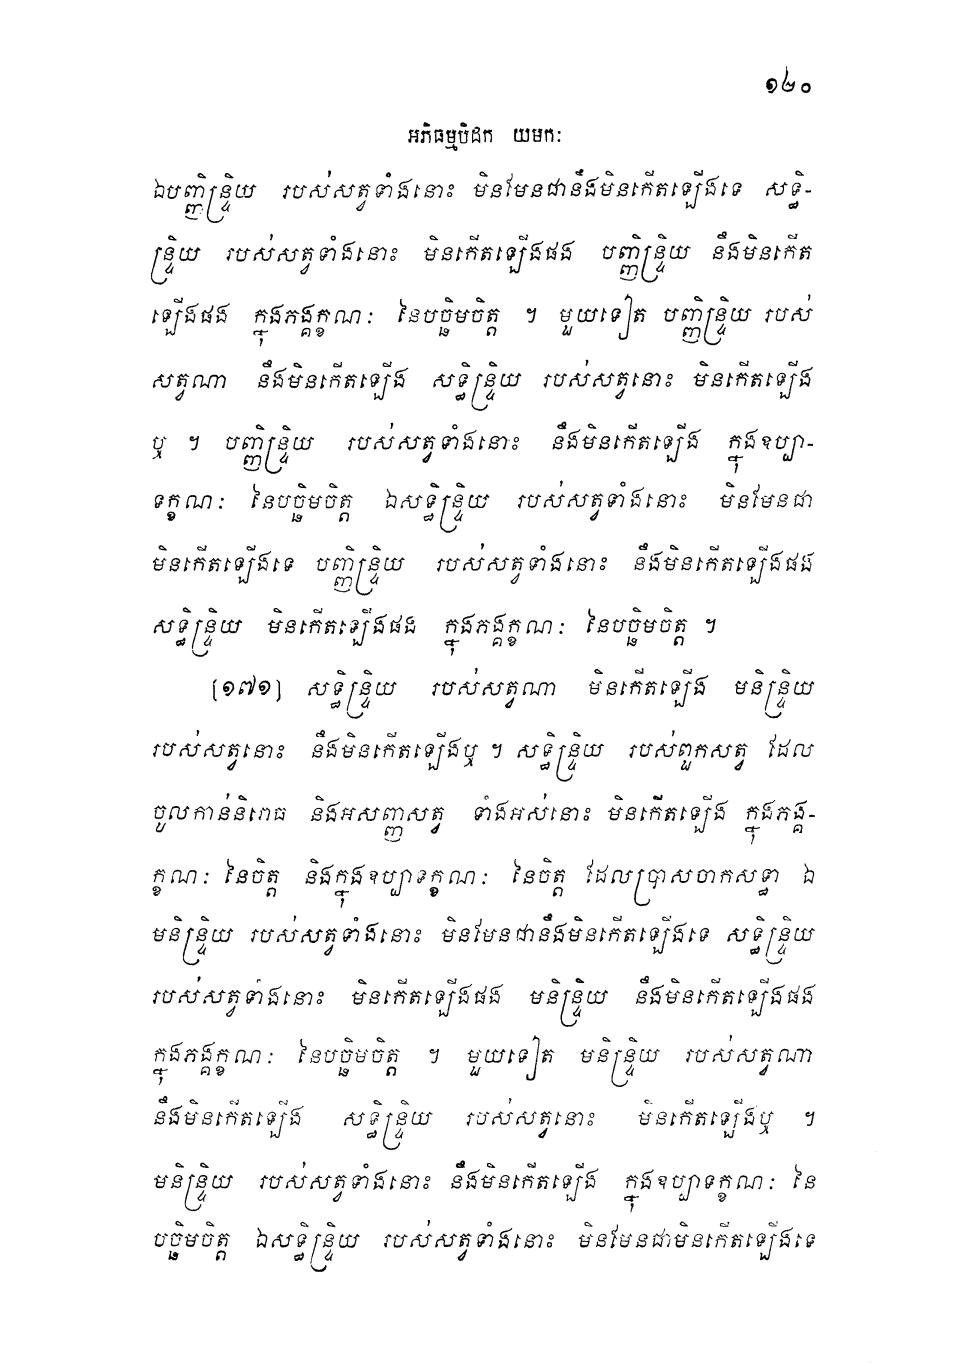 ១៤០
អភិធម្មបិដក យមកៈ
ឯបញ្ញិន្ទ្រិយ របស់សត្វទាំងនោះ មិនមែនជានឹងមិនកើតឡើងទេ សទ្ធិ-
ន្ទ្រិយ របស់សត្វទាំងនោះ មិនកើតឡើងផង បញ្ញិន្ទ្រិយ នឹងមិនកើត
ឡើងផង ក្នុងភង្គក្ខណៈ នៃបច្ឆិមចិត្ត ។ មួយទៀត បញ្ញិន្ទ្រិយ របស់
សត្វណា នឹងមិនកើតឡើង សទ្ធិន្ទ្រិយ របស់សត្វនោះ មិនកើតឡើង
ឬ ។ បញ្ញិន្ទ្រិយ របស់សត្វទាំងនោះ នឹងមិនកើតឡើង ក្នុងឧប្បា-
ទក្ខណៈ នៃបច្ឆិមចិត្ត ឯសទ្ធិន្ទ្រិយ របស់សត្វទាំងនោះ មិនមែនជា
មិនកើតឡើងទេ បញ្ញិន្ទ្រិយ របស់សត្វទាំងនោះ នឹងមិនកើតឡើងផង
សទ្ធិន្ទ្រិយ មិនកើតឡើងផង ក្នុងភង្គក្ខណៈ នៃបច្ឆិមចិត្ត ។
(១៧១) សទ្ធិន្ទ្រិយ របស់សត្វណា មិនកើតឡើង មនិន្ទ្រិយ
របស់សត្វនោះ នឹងមិនកើតឡើងឬ ។ សទ្ធិន្ទ្រិយ របស់ពួកសត្វ ដែល
ចូលកាន់និរោធ និងអសញ្ញសត្វ ទាំងអស់នោះ មិនកើតឡើង ក្នុងភង្គ-
ក្ខណៈ នៃចិត្ត និងក្នុងឧប្បាទក្ខណៈ នៃចិត្ត ដែលប្រាសចាកសទ្ធា ឯ
មនិន្ទ្រិយ របស់សត្វទាំងនោះ មិនមែនជានឹងមិនកើតឡើងទេ សទ្ធិន្ទ្រិយ
របស់សត្វទាំងនោះ មិនកើតឡើងផង មនិន្ទ្រិយ នឹងមិនកើតឡើងផង
ក្នុងភង្គក្ខណៈ នៃបច្ឆិមចិត្ត ។ មួយទៀត មនិន្ទ្រិយ របស់សត្វណា
នឹងមិនកើតឡើង សទ្ធិន្ទ្រិយ របស់សត្វនោះ មិនកើតឡើងឬ ។
មនិន្ទ្រិយ របស់សត្វទាំងនោះ នឹងមិនកើតឡើង ក្នុងឧប្បាទក្ខណៈ នៃ
បច្ឆិមចិត្ត ឯសទ្ធិន្ទ្រិយ របស់សត្វទាំងនោះ មិនមែនជាមិនកើតឡើងទេ